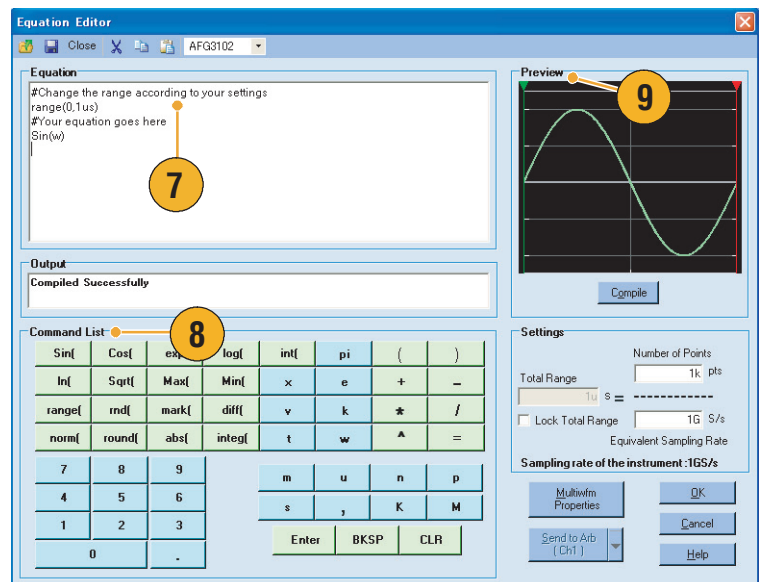 Equation Editor
Close AFG3102
Equation
#Change the range according to your settings
range(0,1us)
#Your equation goes here
Sin(w)
7
Output
Compiled Successfully
Preview
9
Compile
Command List
8
Sin( Cos( log( int( pi ( )
ln( Sqrt( Max( Min( x e + -
range( rnd( mark( diff( v k * /
norm( round( abs( integ( t w ^ =
7 8 9
4 5 6
1 2 3
0 .
m u n p
s , K M
Enter BKSP CLR
Settings
Number of Points
Total Range 1k pts
1u s = ------------
Lock Total Range 1G S/s
Equivalent Sampling Rate
Sampling rate of the instrument :1GS/s
Multiwfm Properties
OK
Send to Arb ( Ch1 )
Cancel
Help